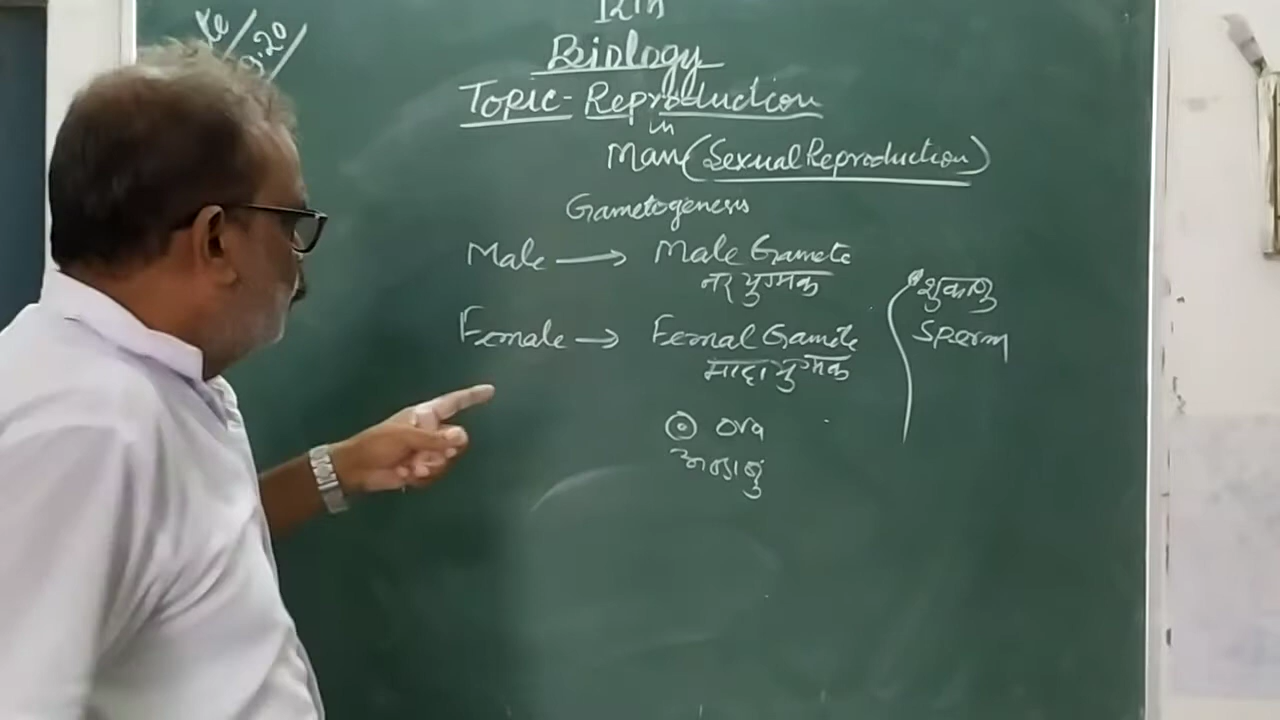 12th
Biology
Topic - Reproduction
in
Man (Sexual Reproduction)
Gametogenesis
Male → Male Gamete
नर युग्मक
शुक्राणु
Sperm
Female → Femal Gamete
मादा युग्मक
ova
अण्डाणु